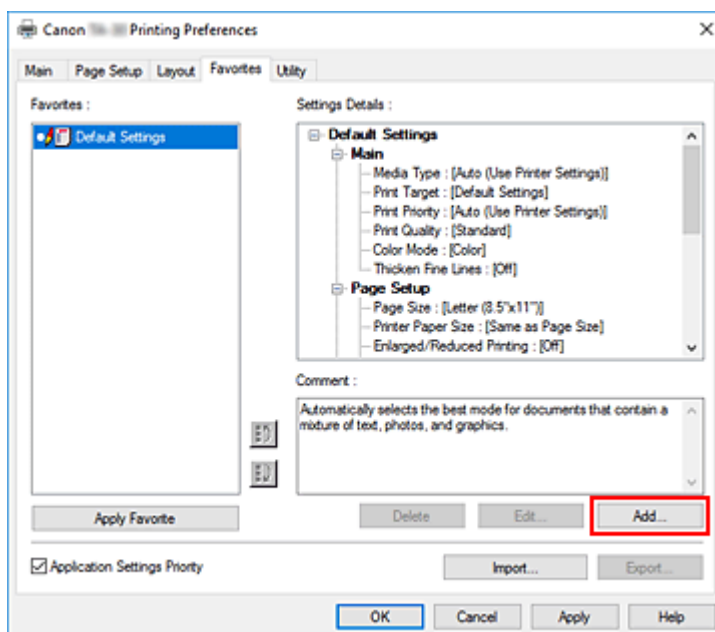 Canon Printing Preferences
Main Page Setup Layout Favorites Utility
Favorites :
Default Settings
Settings Details :
Default Settings
Main
Media Type : [Auto (Use Printer Settings)]
Print Target : [Default Settings]
Print Priority : [Auto (Use Printer Settings)]
Print Quality : [Standard]
Color Mode : [Color]
Thicken Fine Lines : [Off]
Page Setup
Page Size : [Letter (8.5"x11")]
Printer Paper Size : [Same as Page Size]
Enlarged/Reduced Printing : [Off]
Comment :
Automatically selects the best mode for documents that contain a
mixture of text, photos, and graphics.
Apply Favorite
Delete Edit... Add...
Application Settings Priority
Import... Export...
OK Cancel Apply Help